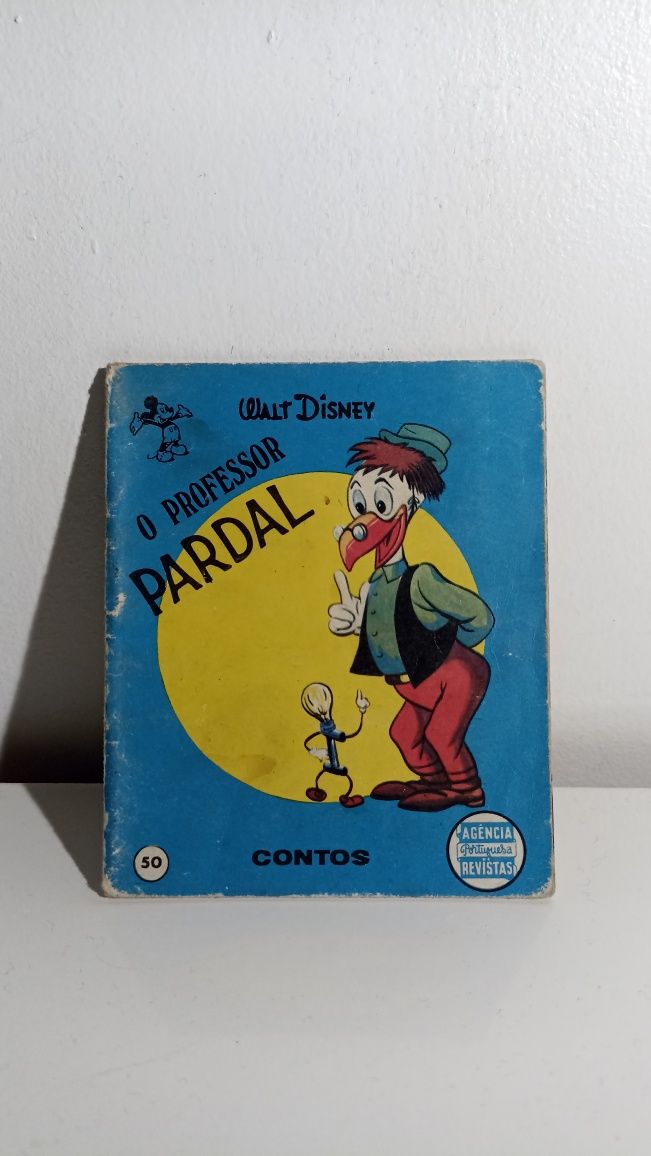 WALT DISNEY
O PROFESSOR
PARDAL
50
CONTOS
AGÊNCIA
Portuguesa
REVISTAS